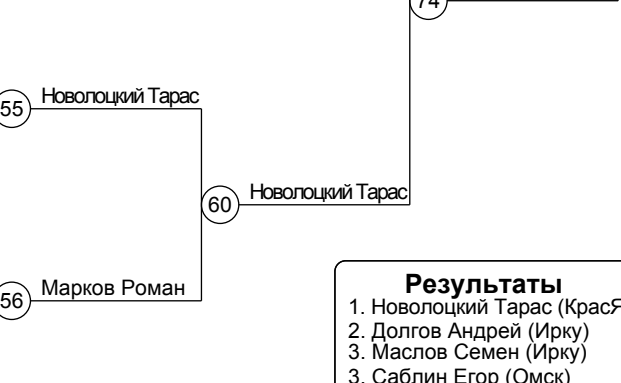 74
Новолоцкий Тарас
55
Новолоцкий Тарас
60
Марков Роман
56
Результаты
1. Новолоцкий Тарас (КрасЯ
2. Долгов Андрей (Ирку)
3. Маслов Семен (Ирку)
3. Саблин Егор (Омск)